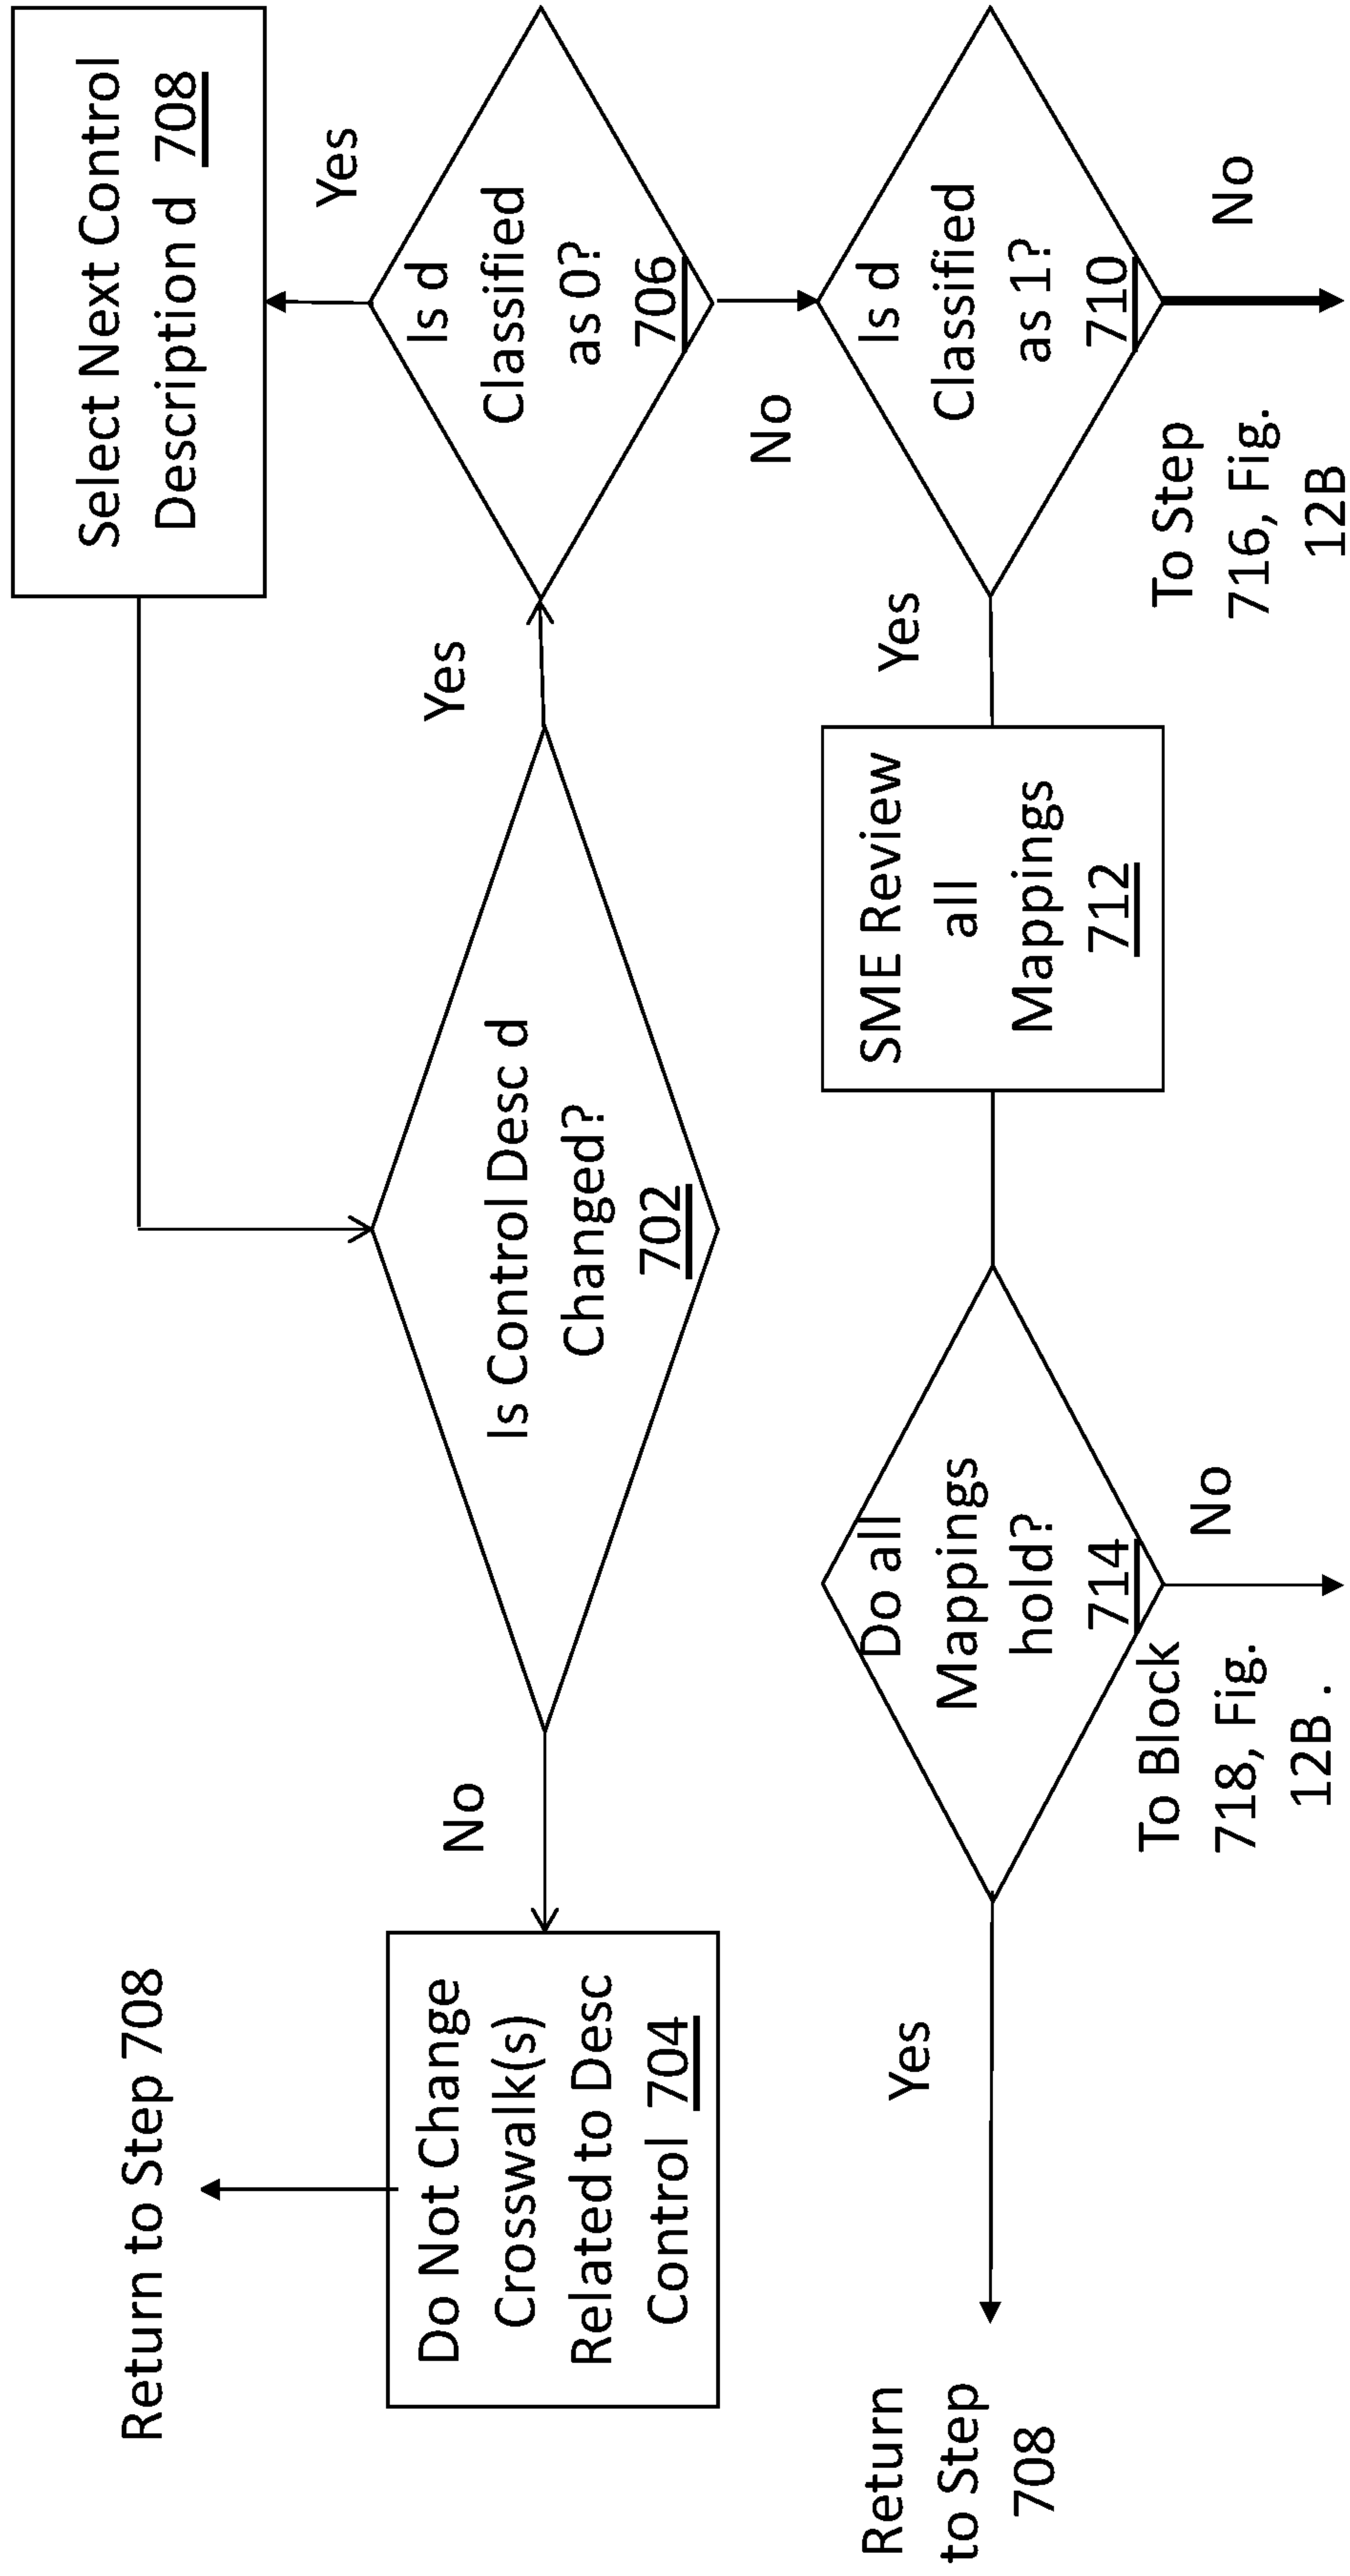 Select Next Control
Description d 708
Return to Step 708
Yes
Do Not Change
Crosswalk(s)
Related to Desc
Control 704
No
Is Control Desc d
Changed?
702
Yes
Is d
Classified
as 0?
706
No
Return
to Step
708
Yes
Do all
Mappings
hold?
714
SME Review
all
Mappings
712
Yes
Is d
Classified
as 1?
710
To Block
718, Fig.
12B .
No
To Step
716, Fig.
12B
No